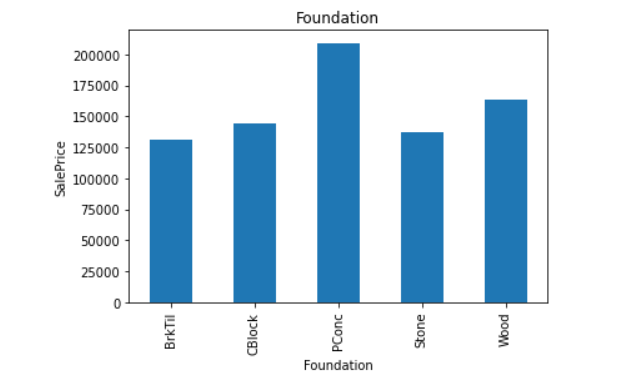 Foundation
200000
175000
150000
125000
100000
75000
50000
25000
0
SalePrice
BrkTil
CBlock
PConc
Stone
Wood
Foundation